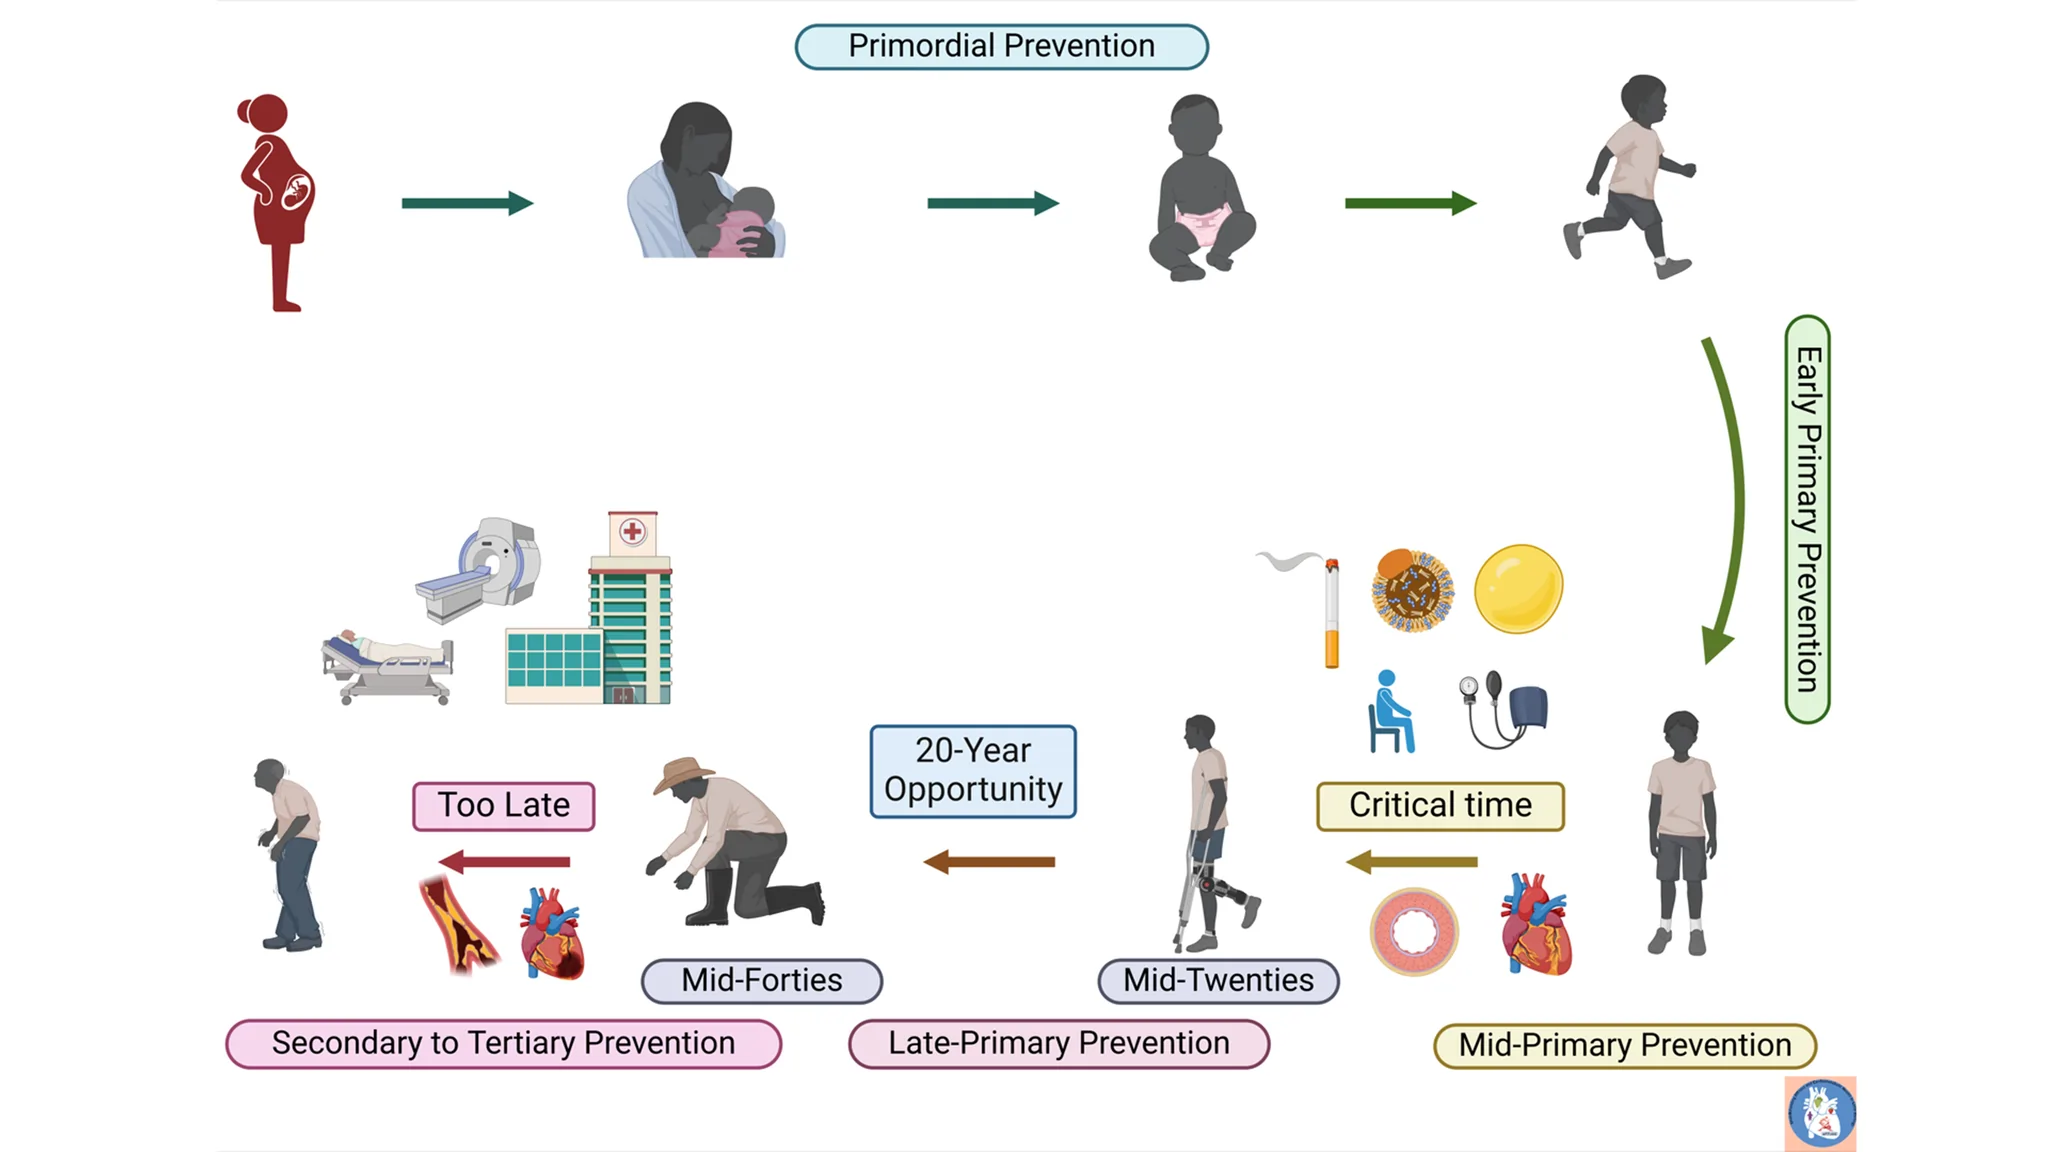 Primordial Prevention
Early Primary Prevention
20-Year
Opportunity
Too Late
Critical time
Mid-Forties
Mid-Twenties
Secondary to Tertiary Prevention
Late-Primary Prevention
Mid-Primary Prevention